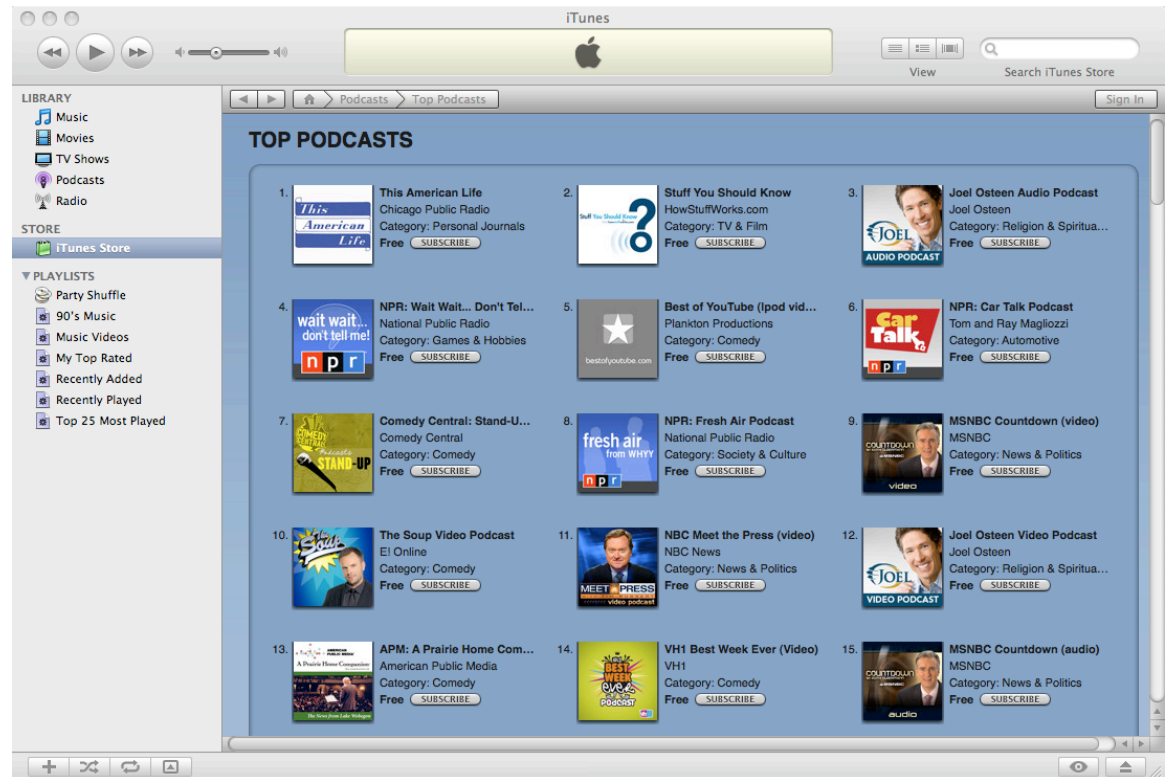 iTunes
View
Search iTunes Store
LIBRARY
Music
Movies
TV Shows
Podcasts
Radio
STORE
iTunes Store
PLAYLISTS
Party Shuffle
90's Music
Music Videos
My Top Rated
Recently Added
Recently Played
Top 25 Most Played
Podcasts
Top Podcasts
Sign In
TOP PODCASTS
1.
This
American
Life
This American Life
Chicago Public Radio
Category: Personal Journals
Free SUBSCRIBE
2.
Stuff You Should Know
Stuff You Should Know
HowStuffWorks.com
Category: TV & Film
Free SUBSCRIBE
3.
JOEL
AUDIO PODCAST
Joel Osteen Audio Podcast
Joel Osteen
Category: Religion & Spiritua...
Free SUBSCRIBE
4.
wait wait...
don't tell me!
n p r
NPR: Wait Wait... Don't Tel...
National Public Radio
Category: Games & Hobbies
Free SUBSCRIBE
5.
bestofyoutube.com
Best of YouTube (Ipod vid...
Plankton Productions
Category: Comedy
Free SUBSCRIBE
6.
Car
Talk
n p r
NPR: Car Talk Podcast
Tom and Ray Magliozzi
Category: Automotive
Free SUBSCRIBE
7.
COMEDY
CENTRAL
Podcasts
STAND-UP
Comedy Central: Stand-U...
Comedy Central
Category: Comedy
Free SUBSCRIBE
8.
fresh air
from WHYY
n p r
NPR: Fresh Air Podcast
National Public Radio
Category: Society & Culture
Free SUBSCRIBE
9.
COUNTDOWN
video
MSNBC Countdown (video)
MSNBC
Category: News & Politics
Free SUBSCRIBE
10.
The
Soup
The Soup Video Podcast
E! Online
Category: Comedy
Free SUBSCRIBE
11.
MEET THE PRESS
video podcast
NBC Meet the Press (video)
NBC News
Category: News & Politics
Free SUBSCRIBE
12.
JOEL
VIDEO PODCAST
Joel Osteen Video Podcast
Joel Osteen
Category: Religion & Spiritua...
Free SUBSCRIBE
13.
AMERICAN
PUBLIC MEDIA
A Prairie Home Companion
The News from Lake Wobegon
APM: A Prairie Home Com...
American Public Media
Category: Comedy
Free SUBSCRIBE
14.
BEST
WEEK
ever
PODCAST
VH1 Best Week Ever (Video)
VH1
Category: Comedy
Free SUBSCRIBE
15.
COUNTDOWN
audio
MSNBC Countdown (audio)
MSNBC
Category: News & Politics
Free SUBSCRIBE